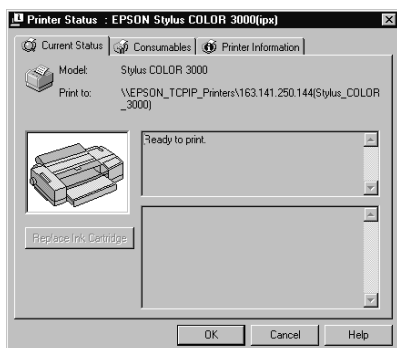 Printer Status : EPSON Stylus COLOR 3000(ipx)
Current Status Consumables Printer Information
Model: Stylus COLOR 3000
Print to: \\EPSON_TCPIP_Printers\163.141.250.144(Stylus_COLOR
_3000)
Ready to print.
Replace Ink Cartridge
OK Cancel Help